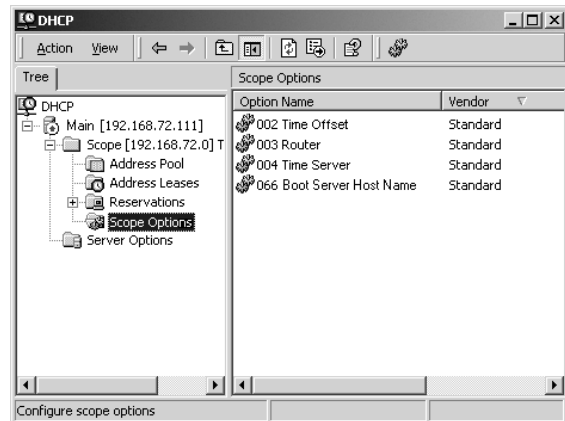 DHCP
Action View
Tree
Scope Options
DHCP
Main [192.168.72.111]
Scope [192.168.72.0] T
Address Pool
Address Leases
Reservations
Scope Options
Server Options
Option Name Vendor
002 Time Offset Standard
003 Router Standard
004 Time Server Standard
066 Boot Server Host Name Standard
Configure scope options